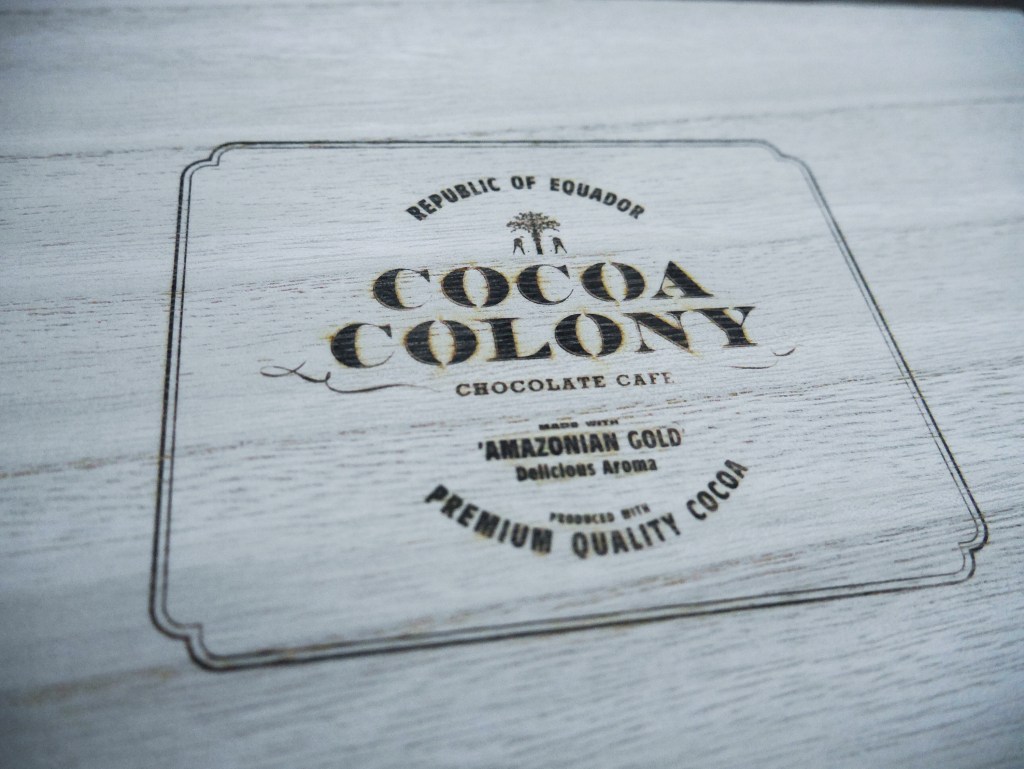 REPUBLIC OF EQUADOR
COCOA
COLONY
CHOCOLATE CAFE
MADE WITH
'AMAZONIAN GOLD'
Delicious Aroma
PRODUCED WITH
PREMIUM QUALITY COCOA